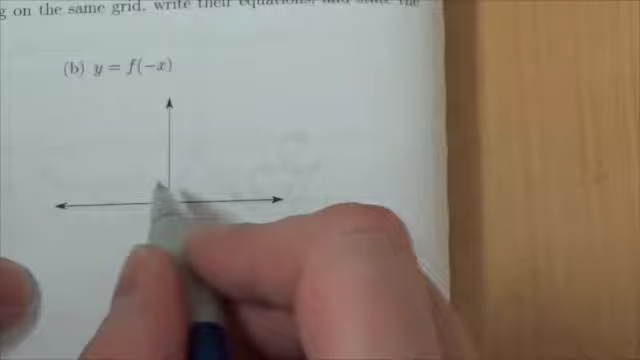 g on the same grid, write their equations, and state the
(b) y = f(−x)